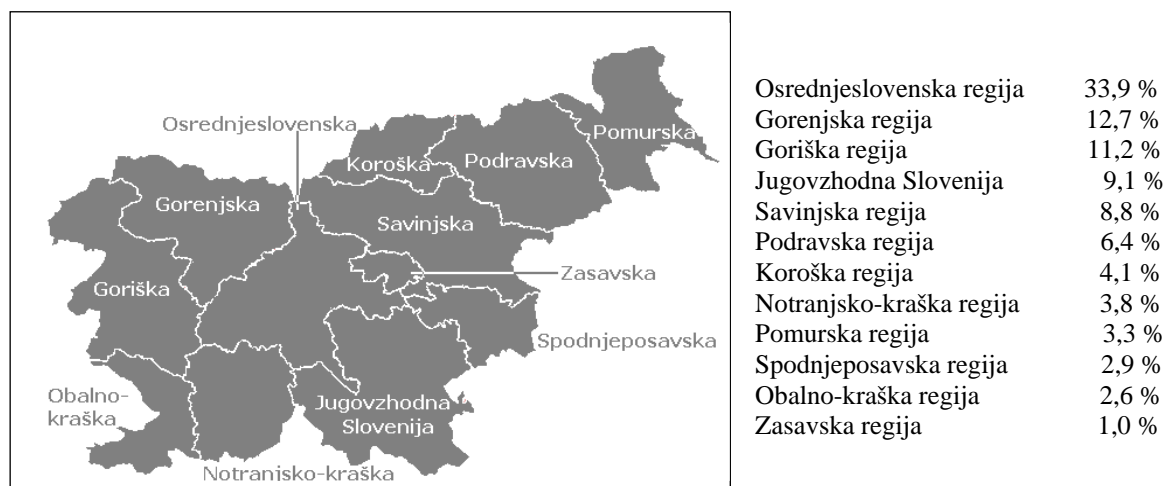 Osrednjeslovenska
Pomurska
Koroška
Podravska
Gorenjska
Savinjska
Zasavska
Goriška
Spodnjeposavska
Obalno-
kraška
Jugovzhodna
Slovenija
Notranjsko-kraška
Osrednjeslovenska regija 33,9 %
Gorenjska regija 12,7 %
Goriška regija 11,2 %
Jugovzhodna Slovenija 9,1 %
Savinjska regija 8,8 %
Podravska regija 6,4 %
Koroška regija 4,1 %
Notranjsko-kraška regija 3,8 %
Pomurska regija 3,3 %
Spodnjeposavska regija 2,9 %
Obalno-kraška regija 2,6 %
Zasavska regija 1,0 %